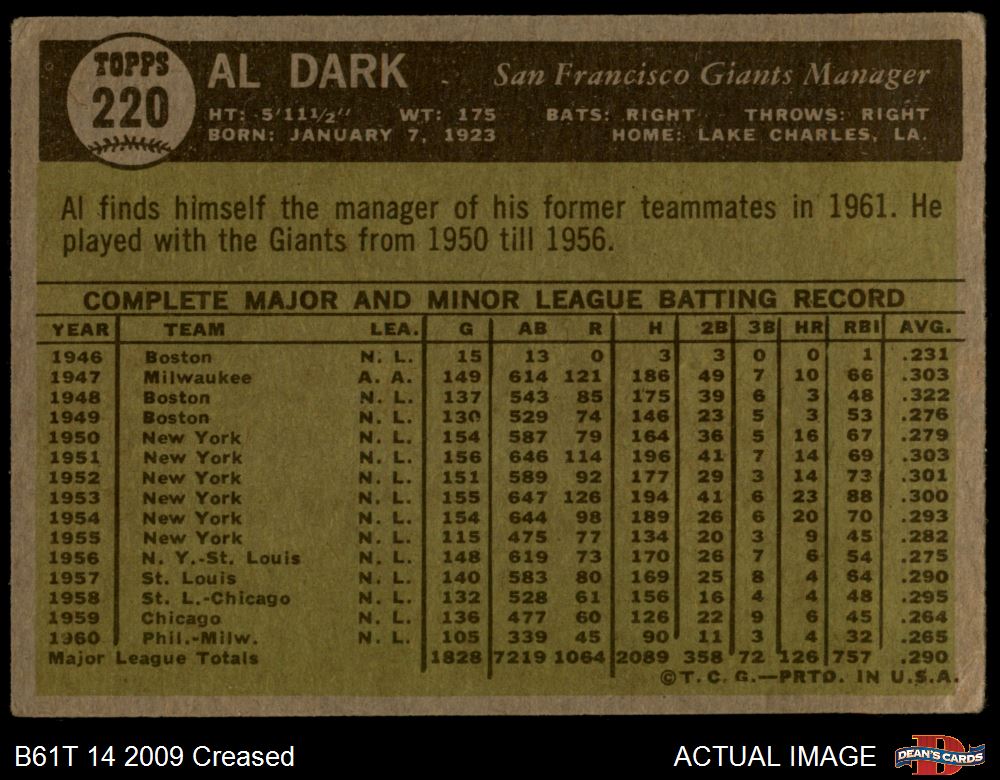 TOPPS
220
AL DARK San Francisco Giants Manager
HT: 5'11½" WT: 175 BATS: RIGHT THROWS: RIGHT
BORN: JANUARY 7, 1923 HOME: LAKE CHARLES, LA.
Al finds himself the manager of his former teammates in 1961. He
played with the Giants from 1950 till 1956.
COMPLETE MAJOR AND MINOR LEAGUE BATTING RECORD
YEAR TEAM LEA. G AB R H 2B 3B HR RBI AVG.
1946 Boston N. L. 15 13 0 3 3 0 0 1 .231
1947 Milwaukee A. A. 149 614 121 186 49 7 10 66 .303
1948 Boston N. L. 137 543 85 175 39 6 3 48 .322
1949 Boston N. L. 130 529 74 146 23 5 3 53 .276
1950 New York N. L. 154 587 79 164 36 5 16 67 .279
1951 New York N. L. 156 646 114 196 41 7 14 69 .303
1952 New York N. L. 151 589 92 177 29 3 14 73 .301
1953 New York N. L. 155 647 126 194 41 6 23 88 .300
1954 New York N. L. 154 644 98 189 26 6 20 70 .293
1955 New York N. L. 115 475 77 134 20 3 9 45 .282
1956 N. Y.-St. Louis N. L. 148 619 73 170 26 7 6 54 .275
1957 St. Louis N. L. 140 583 80 169 25 8 4 64 .290
1958 St. L.-Chicago N. L. 132 528 61 156 16 4 4 48 .295
1959 Chicago N. L. 136 477 60 126 22 9 6 45 .264
1960 Phil.-Milw. N. L. 105 339 45 90 11 3 4 32 .265
Major League Totals 1828 7219 1064 2089 358 72 126 757 .290
©T. C. G.—PRTD. IN U.S.A.
B61T 14 2009 Creased ACTUAL IMAGE DEAN'S CARDS